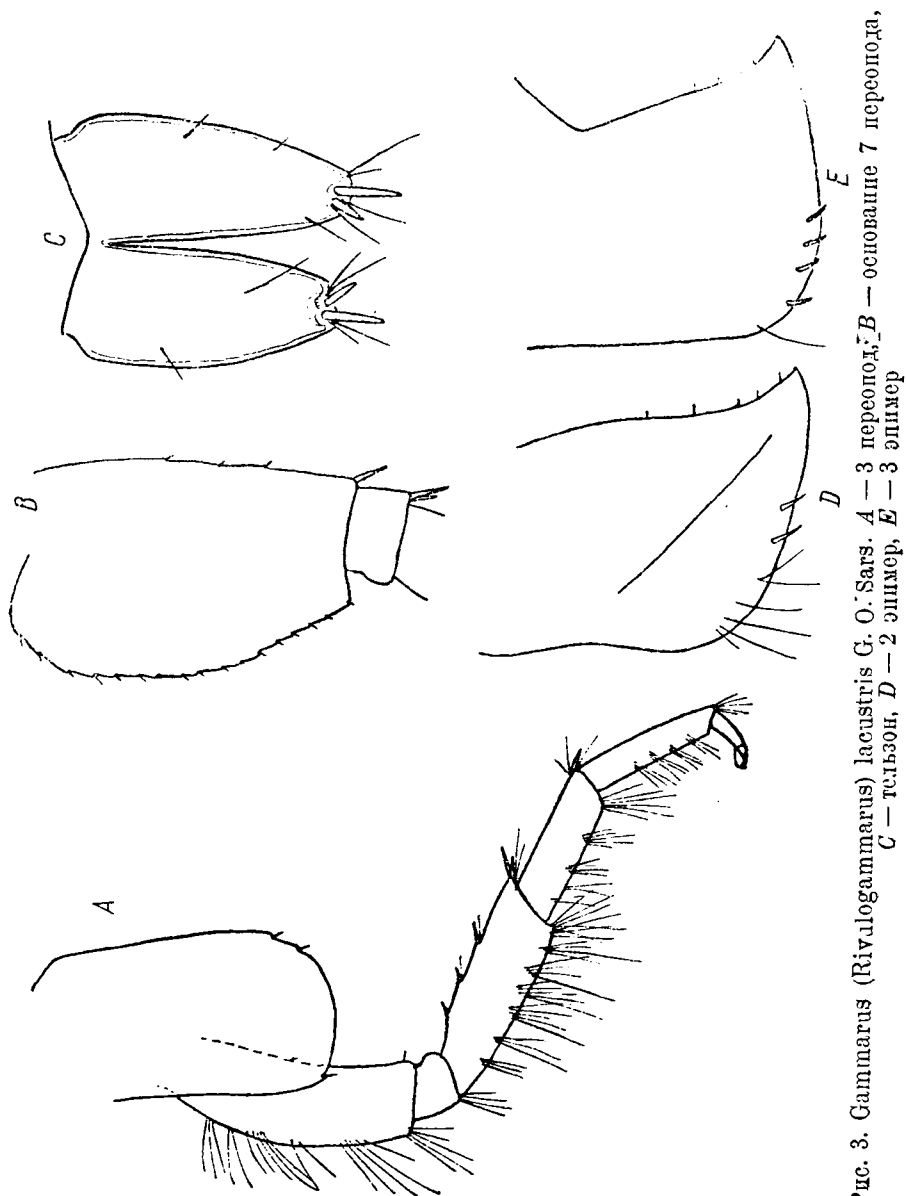 C
B
E
D
A
Рис. 3. Gammarus (Rivulogammarus) lacustris G. O. Sars. A — 3 переопод, B — основание 7 переопода,
C — тельзон, D — 2 эпимер, E — 3 эпимер